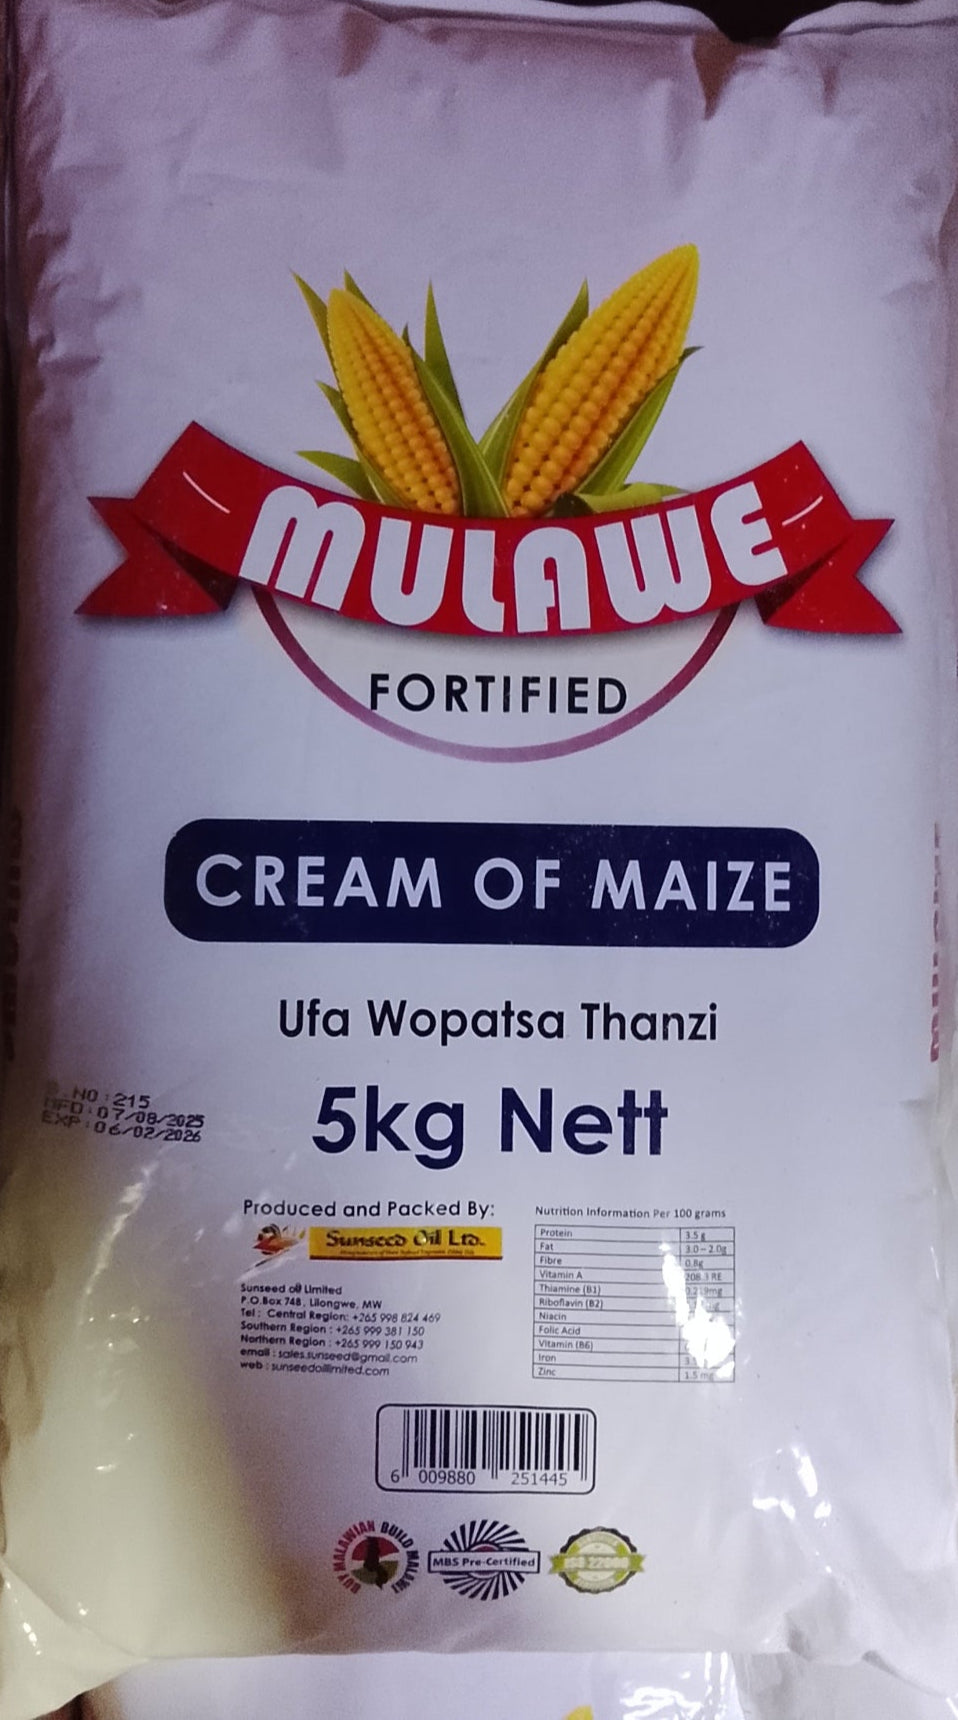 MULAWE
FORTIFIED
CREAM OF MAIZE
Ufa Wopatsa Thanzi
5kg Nett
NO : 215
MFD : 07/08/2025
EXP : 06/02/2026
Produced and Packed By:
Sunseed Oil Ltd.
Sunseed oil Limited
P.O.Box 748, Lilongwe, MW
Tel : Central Region: +265 998 824 469
Southern Region : +265 999 381 150
Northern Region : +265 999 150 943
email : sales.sunseed@gmail.com
web : sunseedoillimited.com
Nutrition Information Per 100 grams
Protein 3.5 g
Fat 3.0 – 2.0g
Fibre 0.8g
Vitamin A 208.3 RE
Thiamine (B1)
Riboflavin (B2)
Niacin
Folic Acid
Vitamin (B6)
Iron
Zinc 1.5 mg
6 009880 251445
BUY MALAWIAN BUILD MALAWI
MBS Pre-Certified
ISO 22000